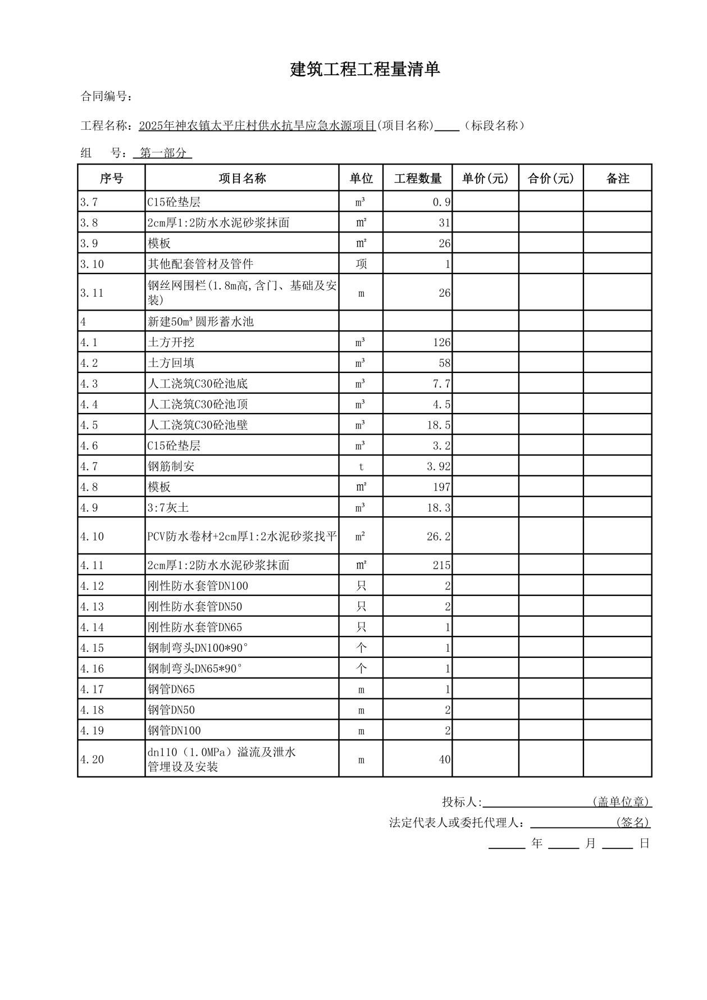 建筑工程工程量清单
合同编号：
工程名称：2025年神农镇太平庄村供水抗旱应急水源项目(项目名称)____（标段名称）
组 号： 第一部分
序号 项目名称 单位 工程数量 单价(元) 合价(元) 备注
3.7 C15砼垫层 m³ 0.9
3.8 2cm厚1:2防水水泥砂浆抹面 m² 31
3.9 模板 m² 26
3.10 其他配套管材及管件 项 1
3.11 钢丝网围栏(1.8m高,含门、基础及安
装) m 26
4 新建50m³圆形蓄水池
4.1 土方开挖 m³ 126
4.2 土方回填 m³ 58
4.3 人工浇筑C30砼池底 m³ 7.7
4.4 人工浇筑C30砼池顶 m³ 4.5
4.5 人工浇筑C30砼池壁 m³ 18.5
4.6 C15砼垫层 m³ 3.2
4.7 钢筋制安 t 3.92
4.8 模板 m² 197
4.9 3:7灰土 m³ 18.3
4.10 PCV防水卷材+2cm厚1:2水泥砂浆找平 m² 26.2
4.11 2cm厚1:2防水水泥砂浆抹面 m² 215
4.12 刚性防水套管DN100 只 2
4.13 刚性防水套管DN50 只 2
4.14 刚性防水套管DN65 只 1
4.15 钢制弯头DN100*90° 个 1
4.16 钢制弯头DN65*90° 个 1
4.17 钢管DN65 m 1
4.18 钢管DN50 m 2
4.19 钢管DN100 m 2
4.20 dn110（1.0MPa）溢流及泄水
管埋设及安装 m 40
投标人:____(盖单位章)
法定代表人或委托代理人：____(签名)
____ 年 ____ 月 ____ 日